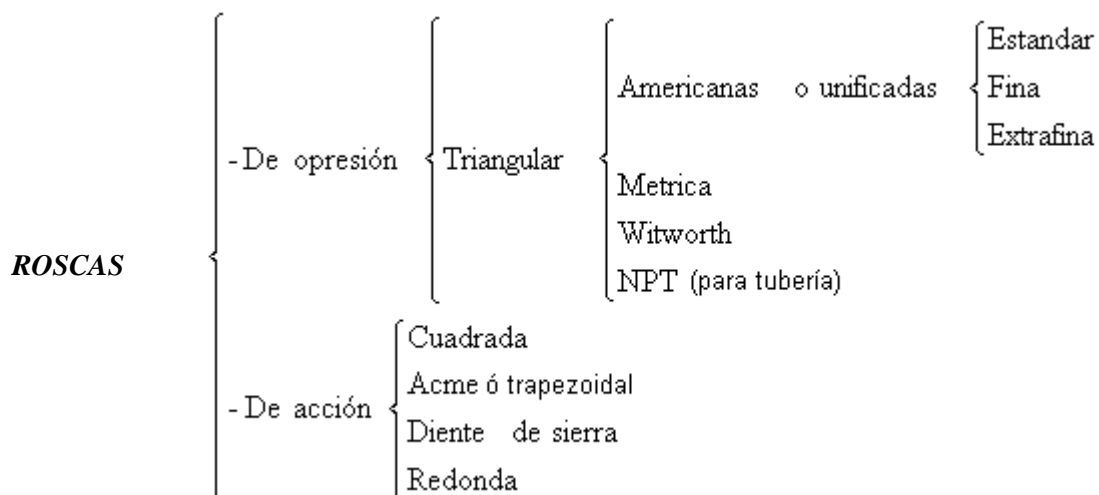 ROSCAS
- De opresión
Triangular
Americanas o unificadas
Estandar
Fina
Extrafina
Metrica
Witworth
NPT (para tubería)
- De acción
Cuadrada
Acme ó trapezoidal
Diente de sierra
Redonda